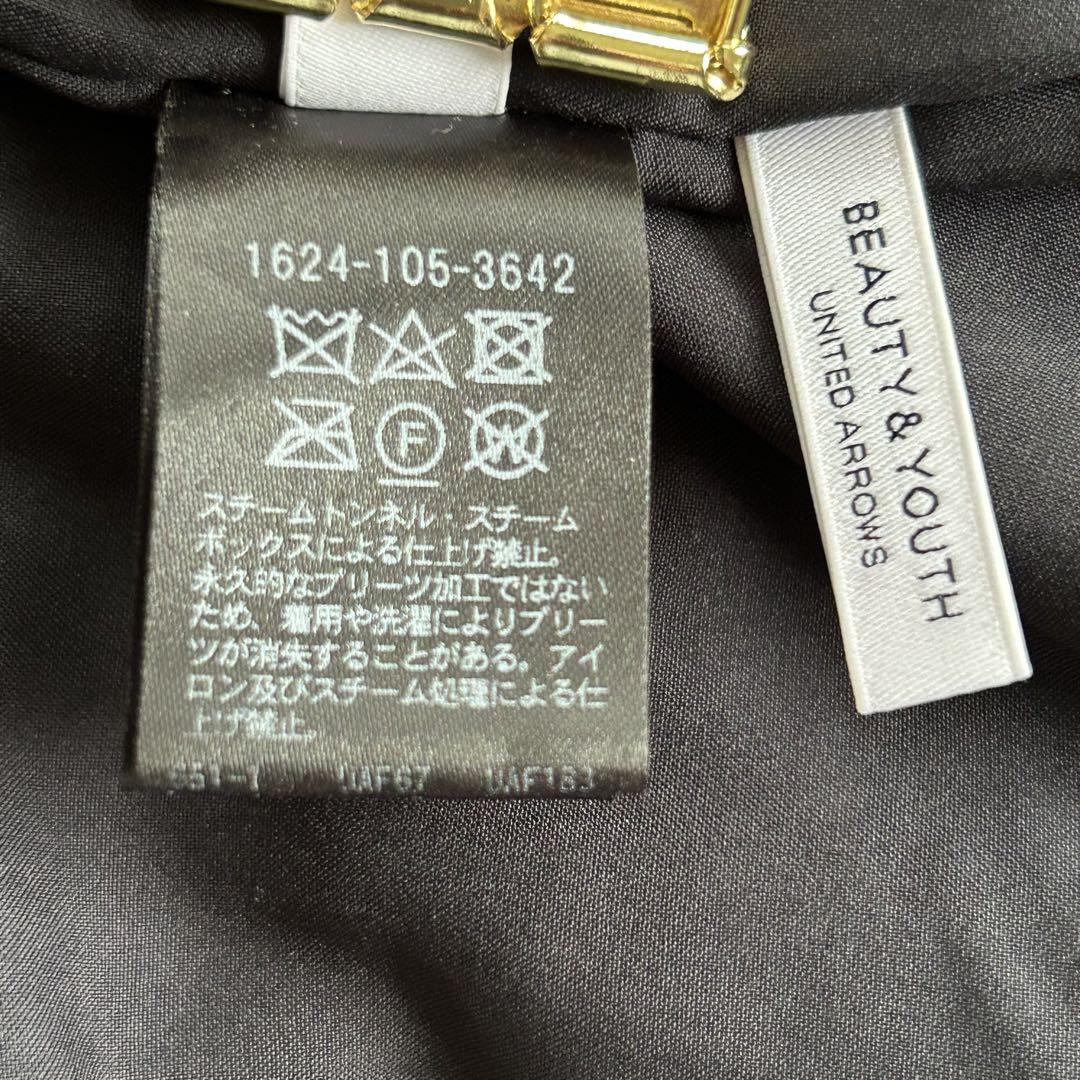 1624-105-3642
F
W
スチームトンネル・スチーム
ボックスによる仕上げ禁止。
永久的なプリーツ加工ではない
ため、着用や洗濯によりプリー
ツが消失することがある。アイ
ロン及びスチーム処理による仕
上げ禁止。
UAF67 UAF183
BEAUTY&YOUTH
UNITED ARROWS